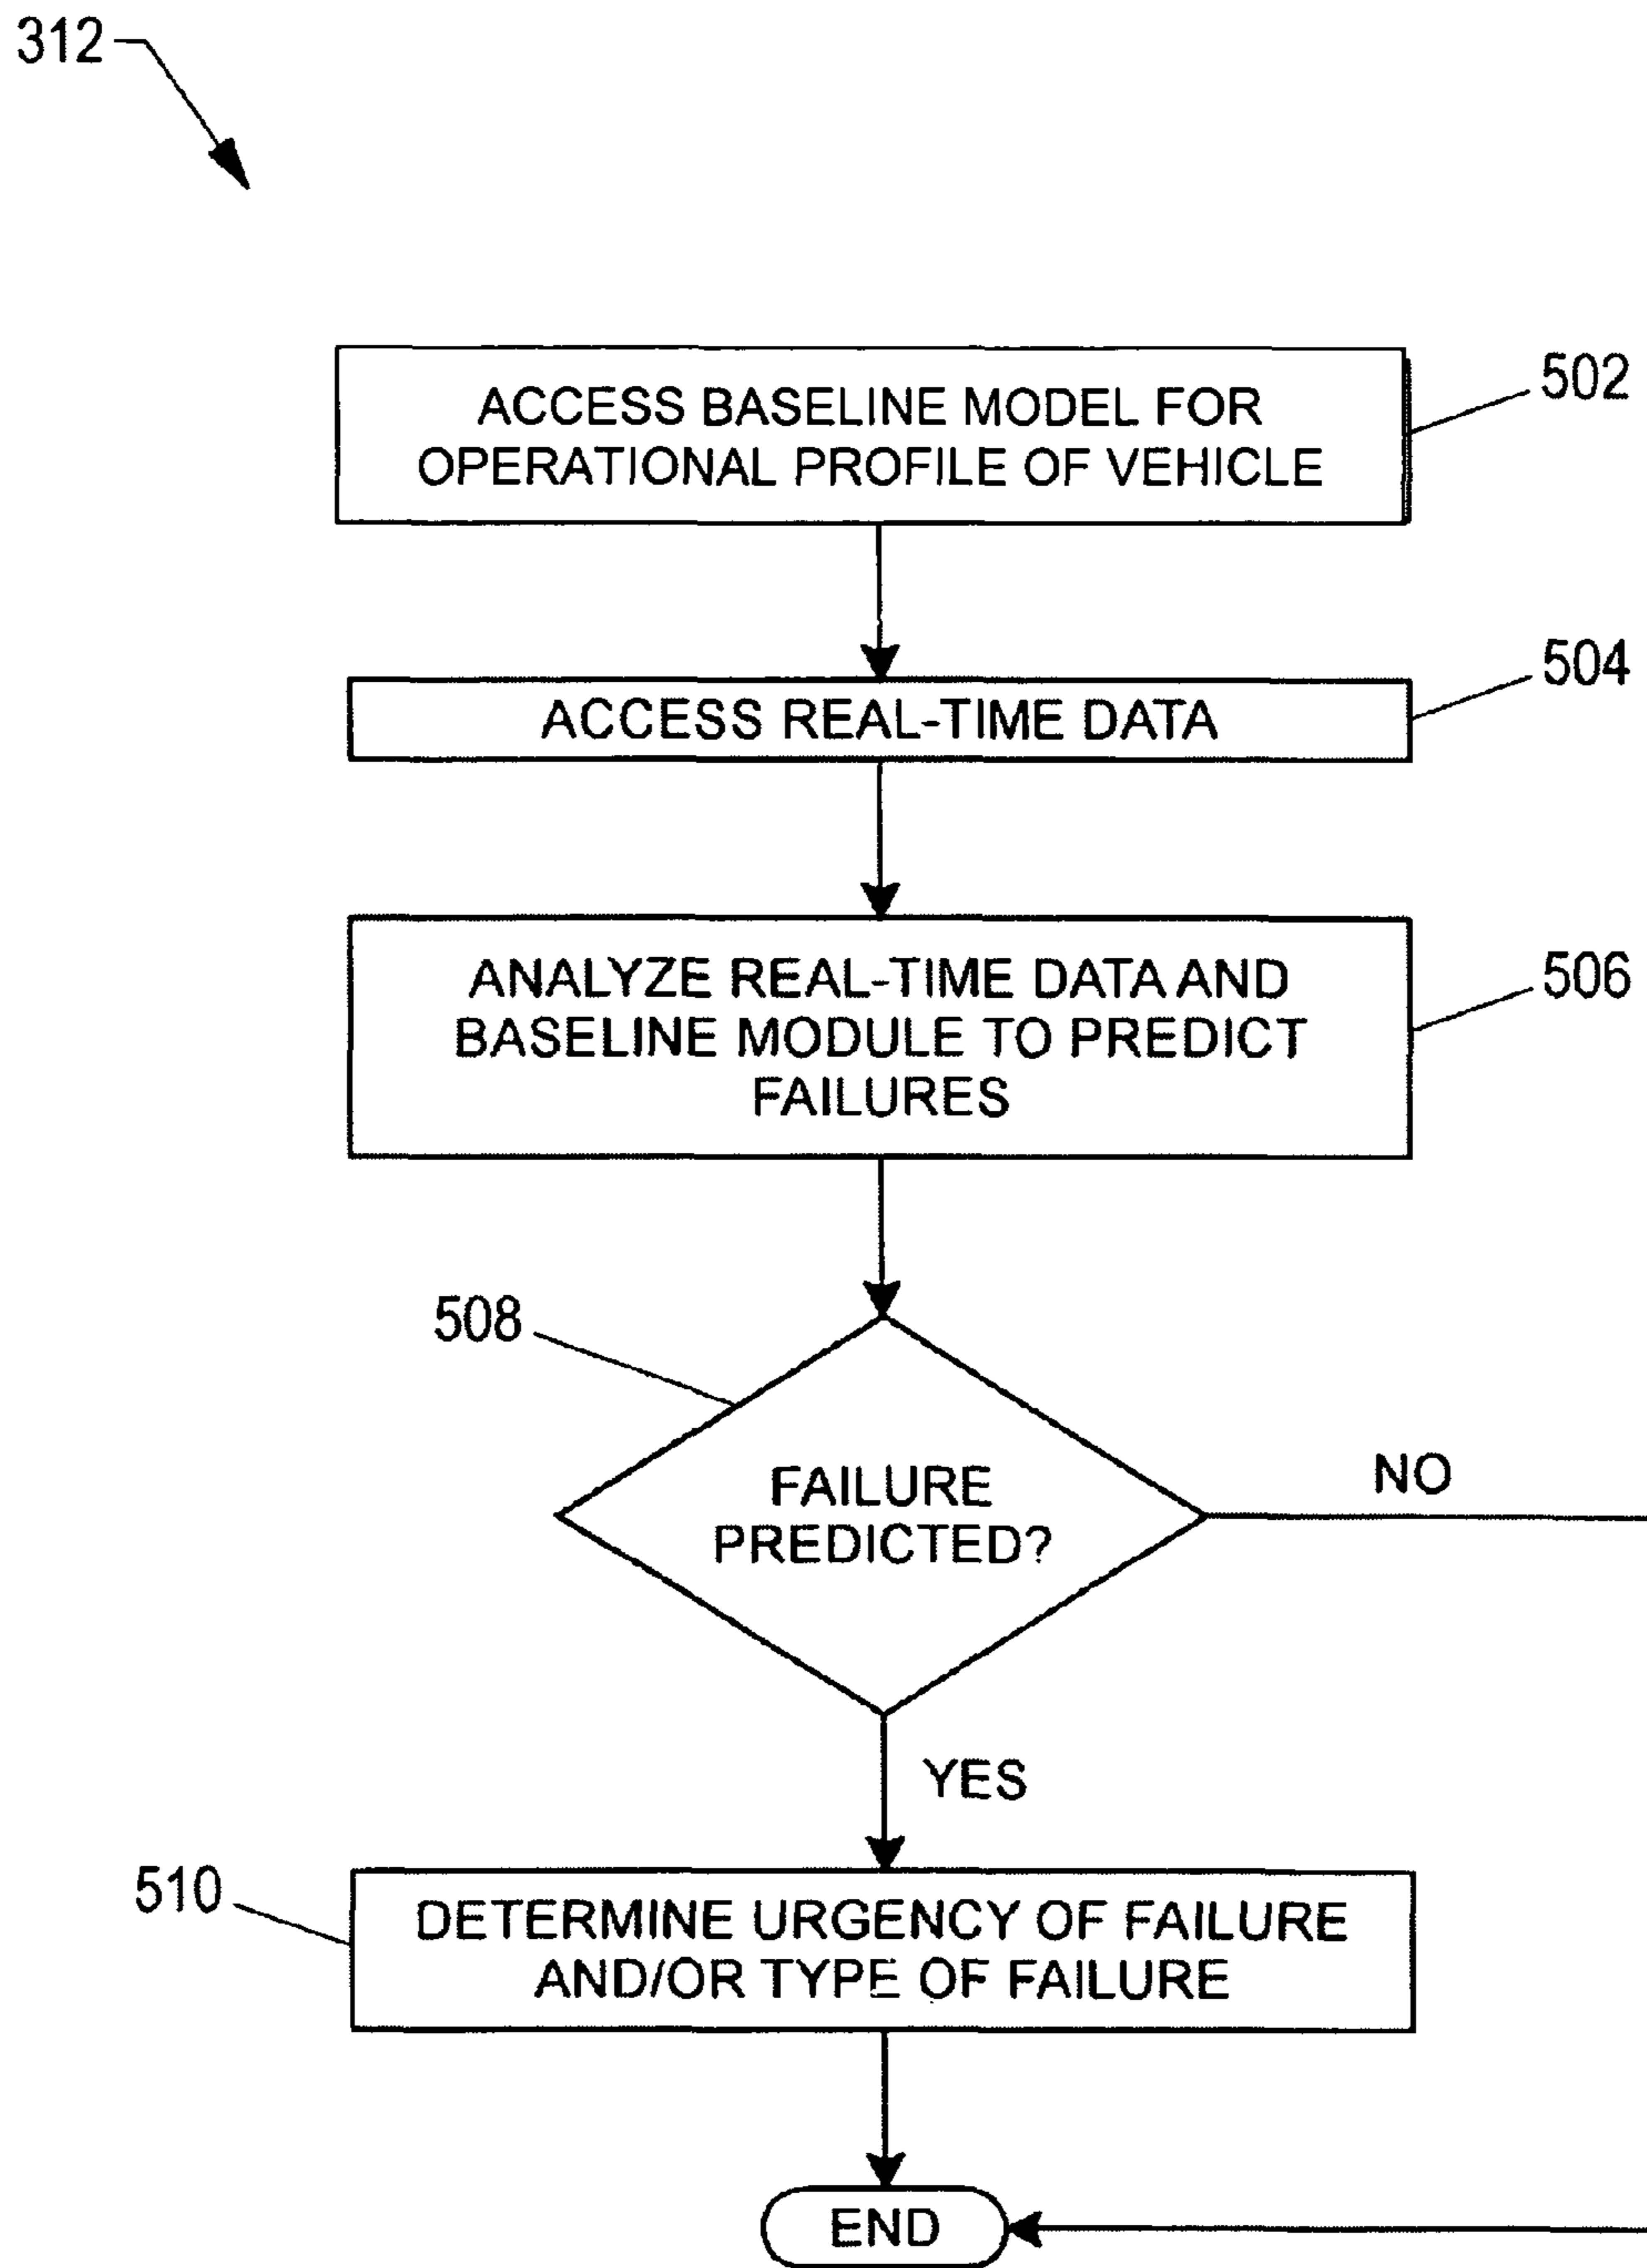 312
ACCESS BASELINE MODEL FOR
OPERATIONAL PROFILE OF VEHICLE
502
ACCESS REAL-TIME DATA
504
ANALYZE REAL-TIME DATA AND
BASELINE MODULE TO PREDICT
FAILURES
506
508
FAILURE
PREDICTED?
NO
YES
510
DETERMINE URGENCY OF FAILURE
AND/OR TYPE OF FAILURE
END